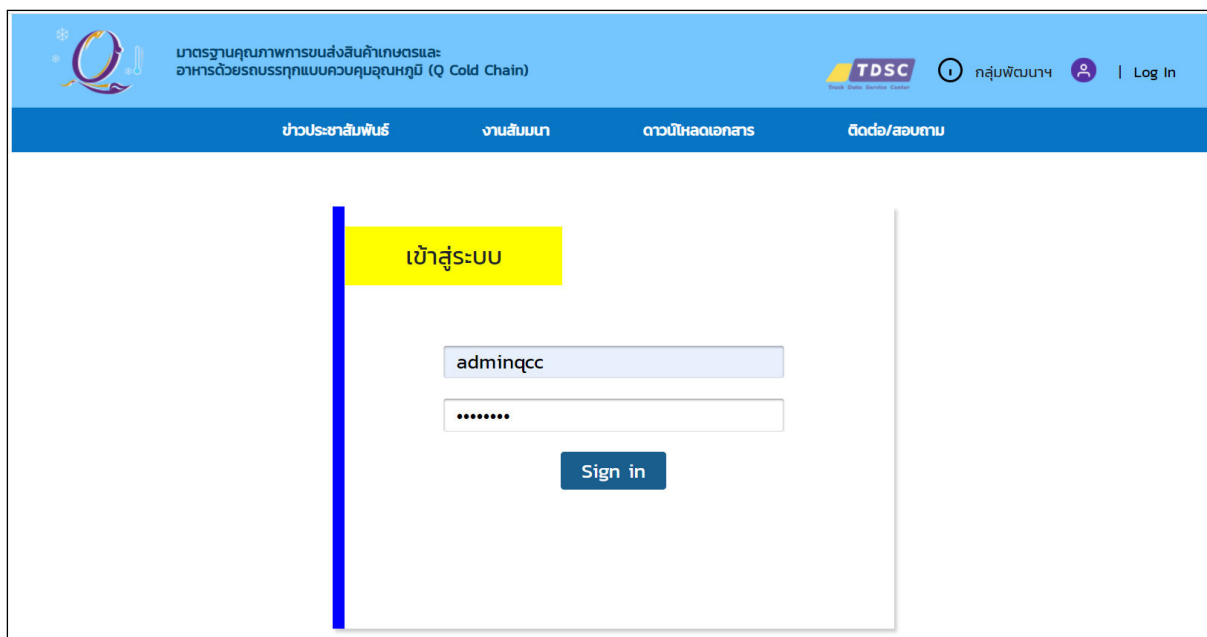 มาตรฐานคุณภาพการขนส่งสินค้าเกษตรและ
อาหารด้วยรถบรรทุกแบบควบคุมอุณหภูมิ (Q Cold Chain)
TDSC
Truck Data Service Center
กลุ่มพัฒนาฯ | Log In
ข่าวประชาสัมพันธ์ งานสัมมนา ดาวน์โหลดเอกสาร ติดต่อ/สอบถาม
เข้าสู่ระบบ
adminqcc
••••••••
Sign in